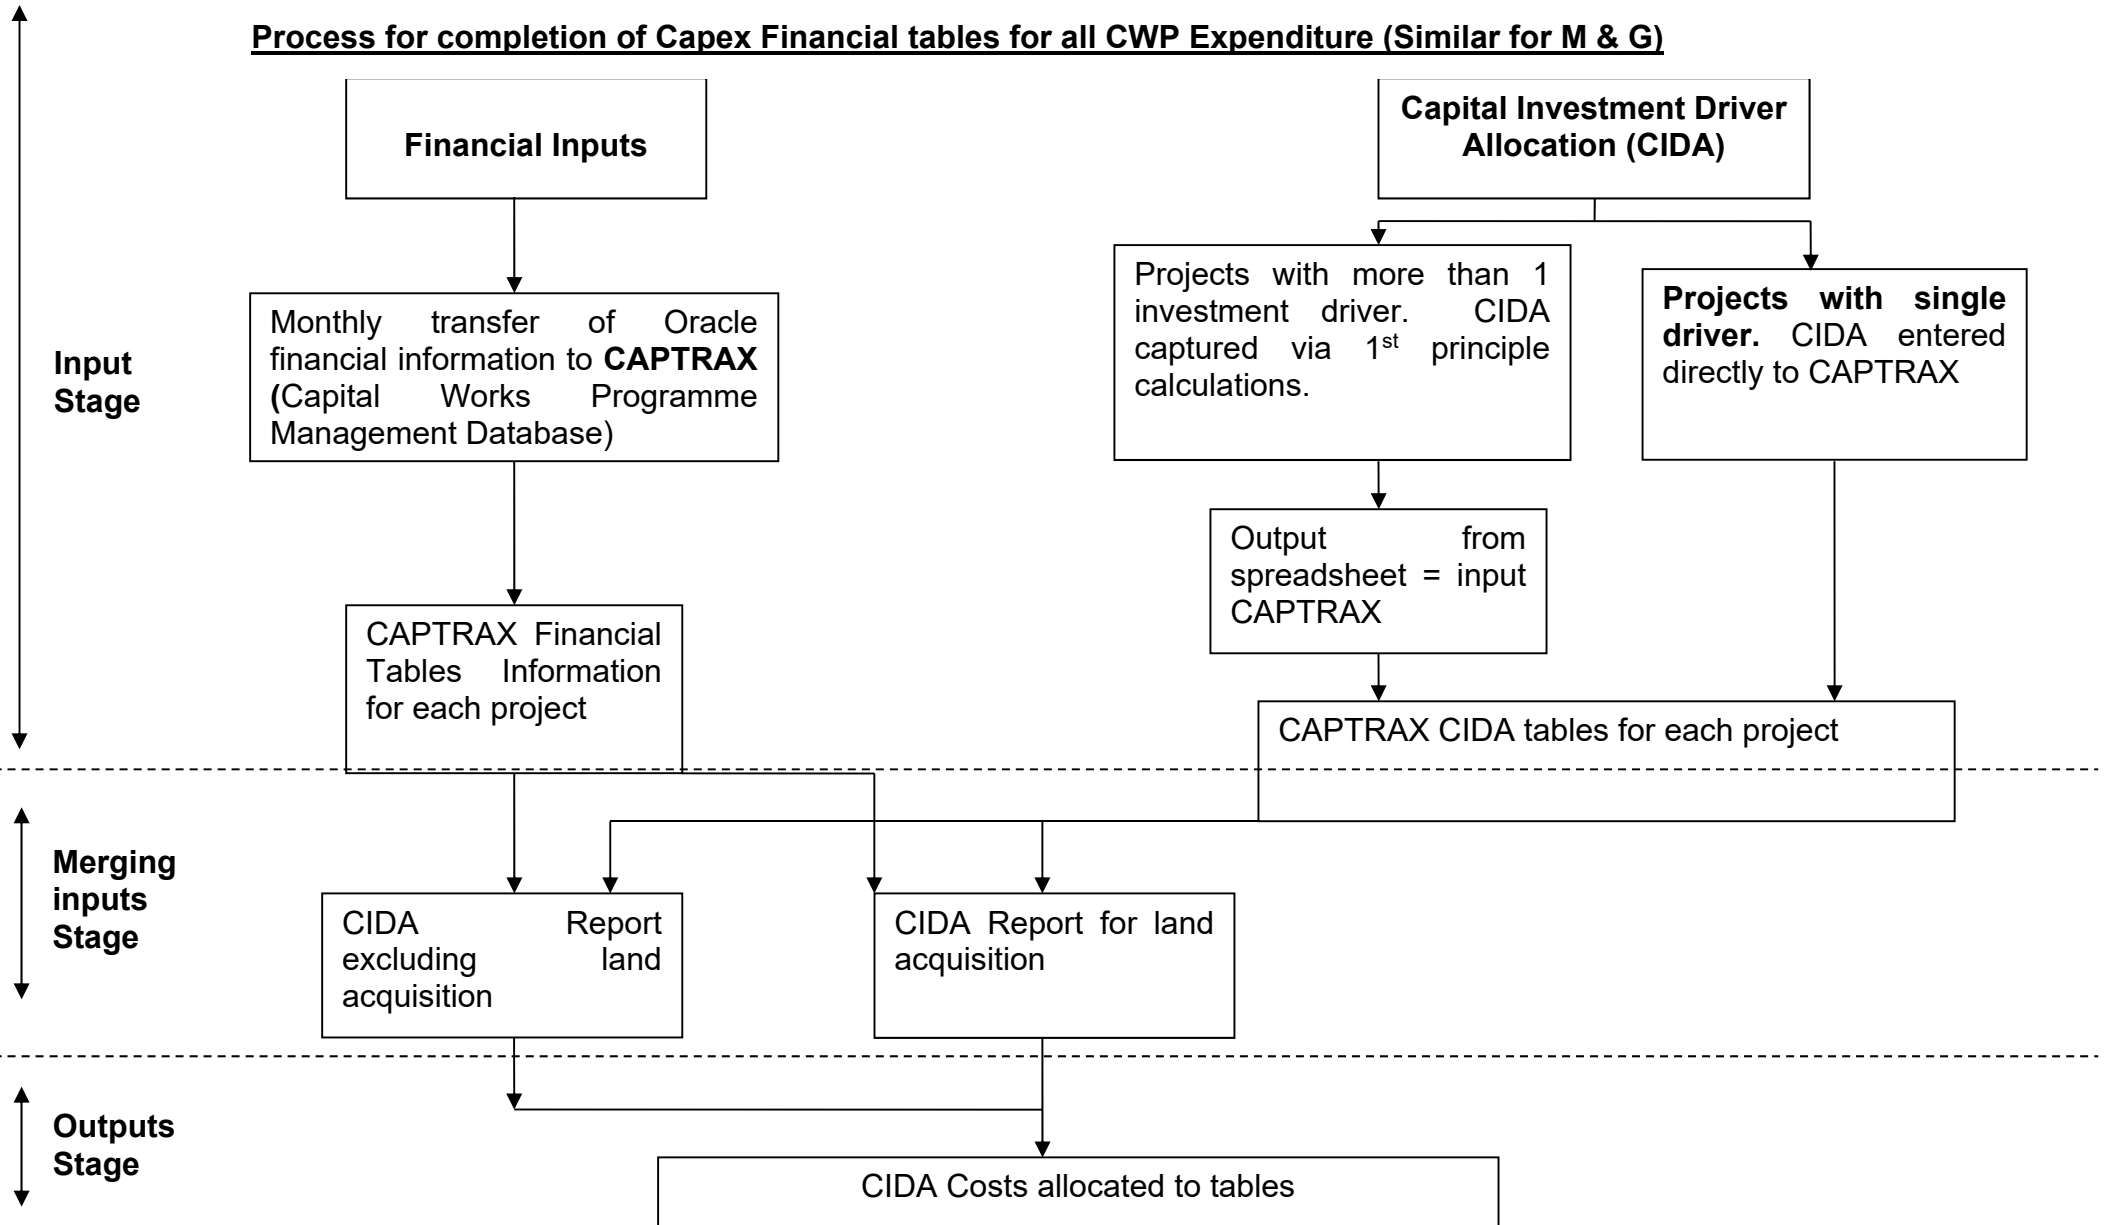 Process for completion of Capex Financial tables for all CWP Expenditure (Similar for M & G)
Financial Inputs
Capital Investment Driver
Allocation (CIDA)
Projects with more than 1
investment driver. CIDA
captured via 1st principle
calculations.
Projects with single
driver. CIDA entered
directly to CAPTRAX
Monthly transfer of Oracle
financial information to CAPTRAX
(Capital Works Programme
Management Database)
Input
Stage
Output from
spreadsheet = input
CAPTRAX
CAPTRAX Financial
Tables Information
for each project
CAPTRAX CIDA tables for each project
Merging
inputs
Stage
CIDA Report
excluding land
acquisition
CIDA Report for land
acquisition
Outputs
Stage
CIDA Costs allocated to tables